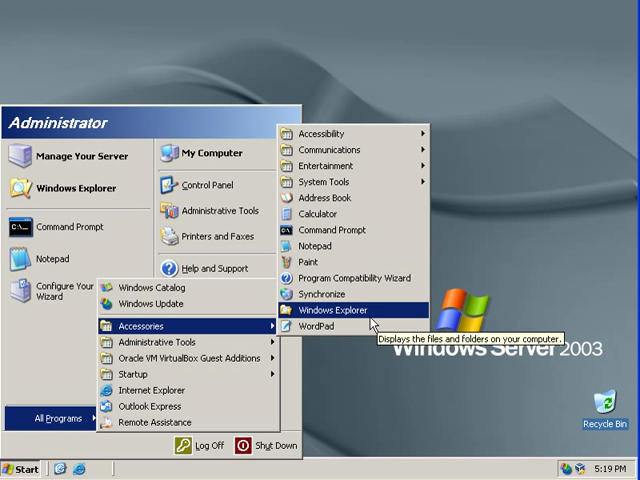 Administrator
Manage Your Server
Windows Explorer
Command Prompt
Notepad
Configure Your
Wizard
My Computer
Control Panel
Administrative Tools
Printers and Faxes
Help and Support
Windows Catalog
Windows Update
Accessories
Administrative Tools
Oracle VM VirtualBox Guest Additions
Startup
Internet Explorer
Outlook Express
Remote Assistance
Accessibility
Communications
Entertainment
System Tools
Address Book
Calculator
Command Prompt
Notepad
Paint
Program Compatibility Wizard
Synchronize
Windows Explorer
WordPad
Displays the files and folders on your computer.
Windows Server 2003
Recycle Bin
All Programs
Log Off
Shut Down
Start
5:19 PM